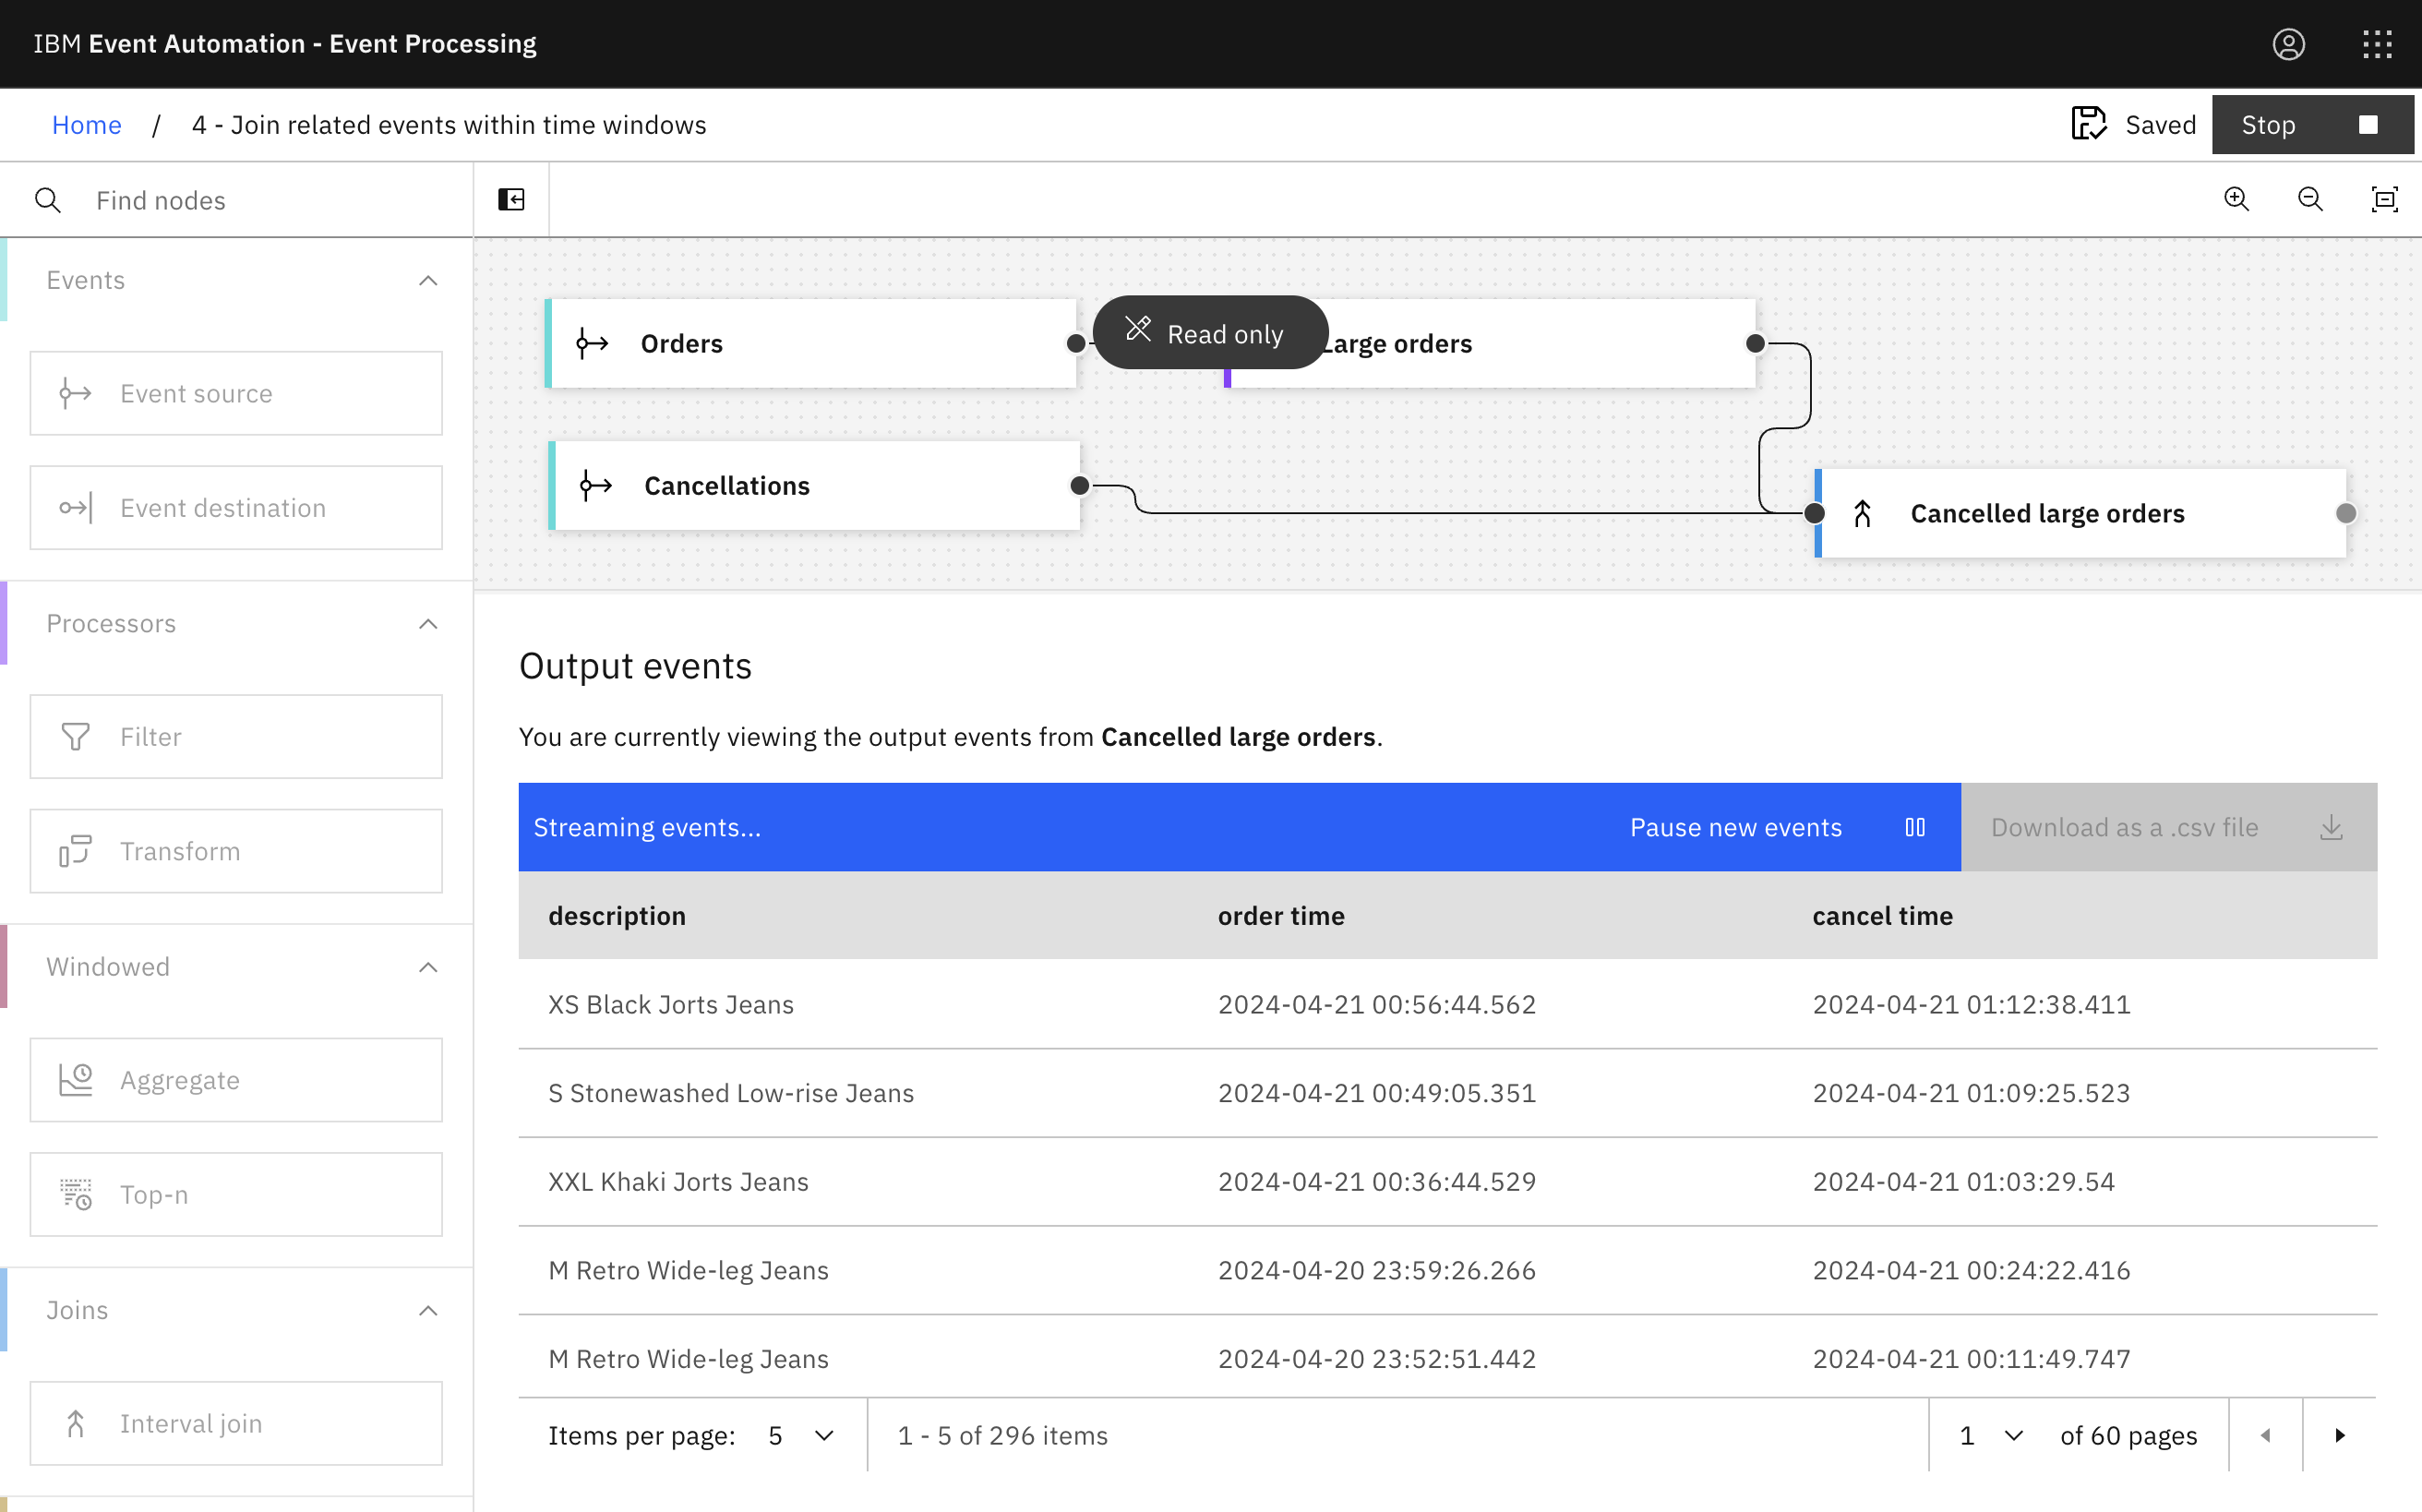 IBM Event Automation - Event Processing
Home / 4 - Join related events within time windows
Saved
Stop
Find nodes
Events
Event source
Event destination
Processors
Filter
Transform
Windowed
Aggregate
Top-n
Joins
Interval join
Orders
Read only
Large orders
Cancellations
Cancelled large orders
Output events
You are currently viewing the output events from Cancelled large orders.
Streaming events...
Pause new events
Download as a .csv file
description order time cancel time
XS Black Jorts Jeans 2024-04-21 00:56:44.562 2024-04-21 01:12:38.411
S Stonewashed Low-rise Jeans 2024-04-21 00:49:05.351 2024-04-21 01:09:25.523
XXL Khaki Jorts Jeans 2024-04-21 00:36:44.529 2024-04-21 01:03:29.54
M Retro Wide-leg Jeans 2024-04-20 23:59:26.266 2024-04-21 00:24:22.416
M Retro Wide-leg Jeans 2024-04-20 23:52:51.442 2024-04-21 00:11:49.747
Items per page: 5 1 - 5 of 296 items 1 of 60 pages